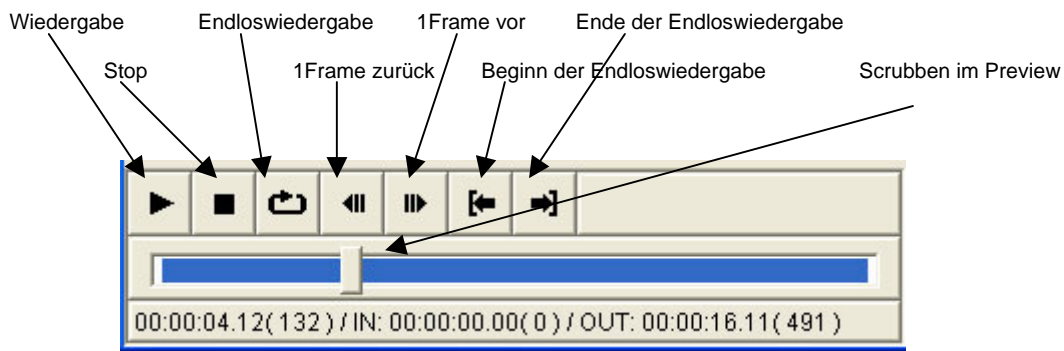 Wiedergabe Endloswiedergabe 1Frame vor Ende der Endloswiedergabe
Stop 1Frame zurück Beginn der Endloswiedergabe Scrubben im Preview
00:00:04.12( 132 ) / IN: 00:00:00.00( 0 ) / OUT: 00:00:16.11( 491 )